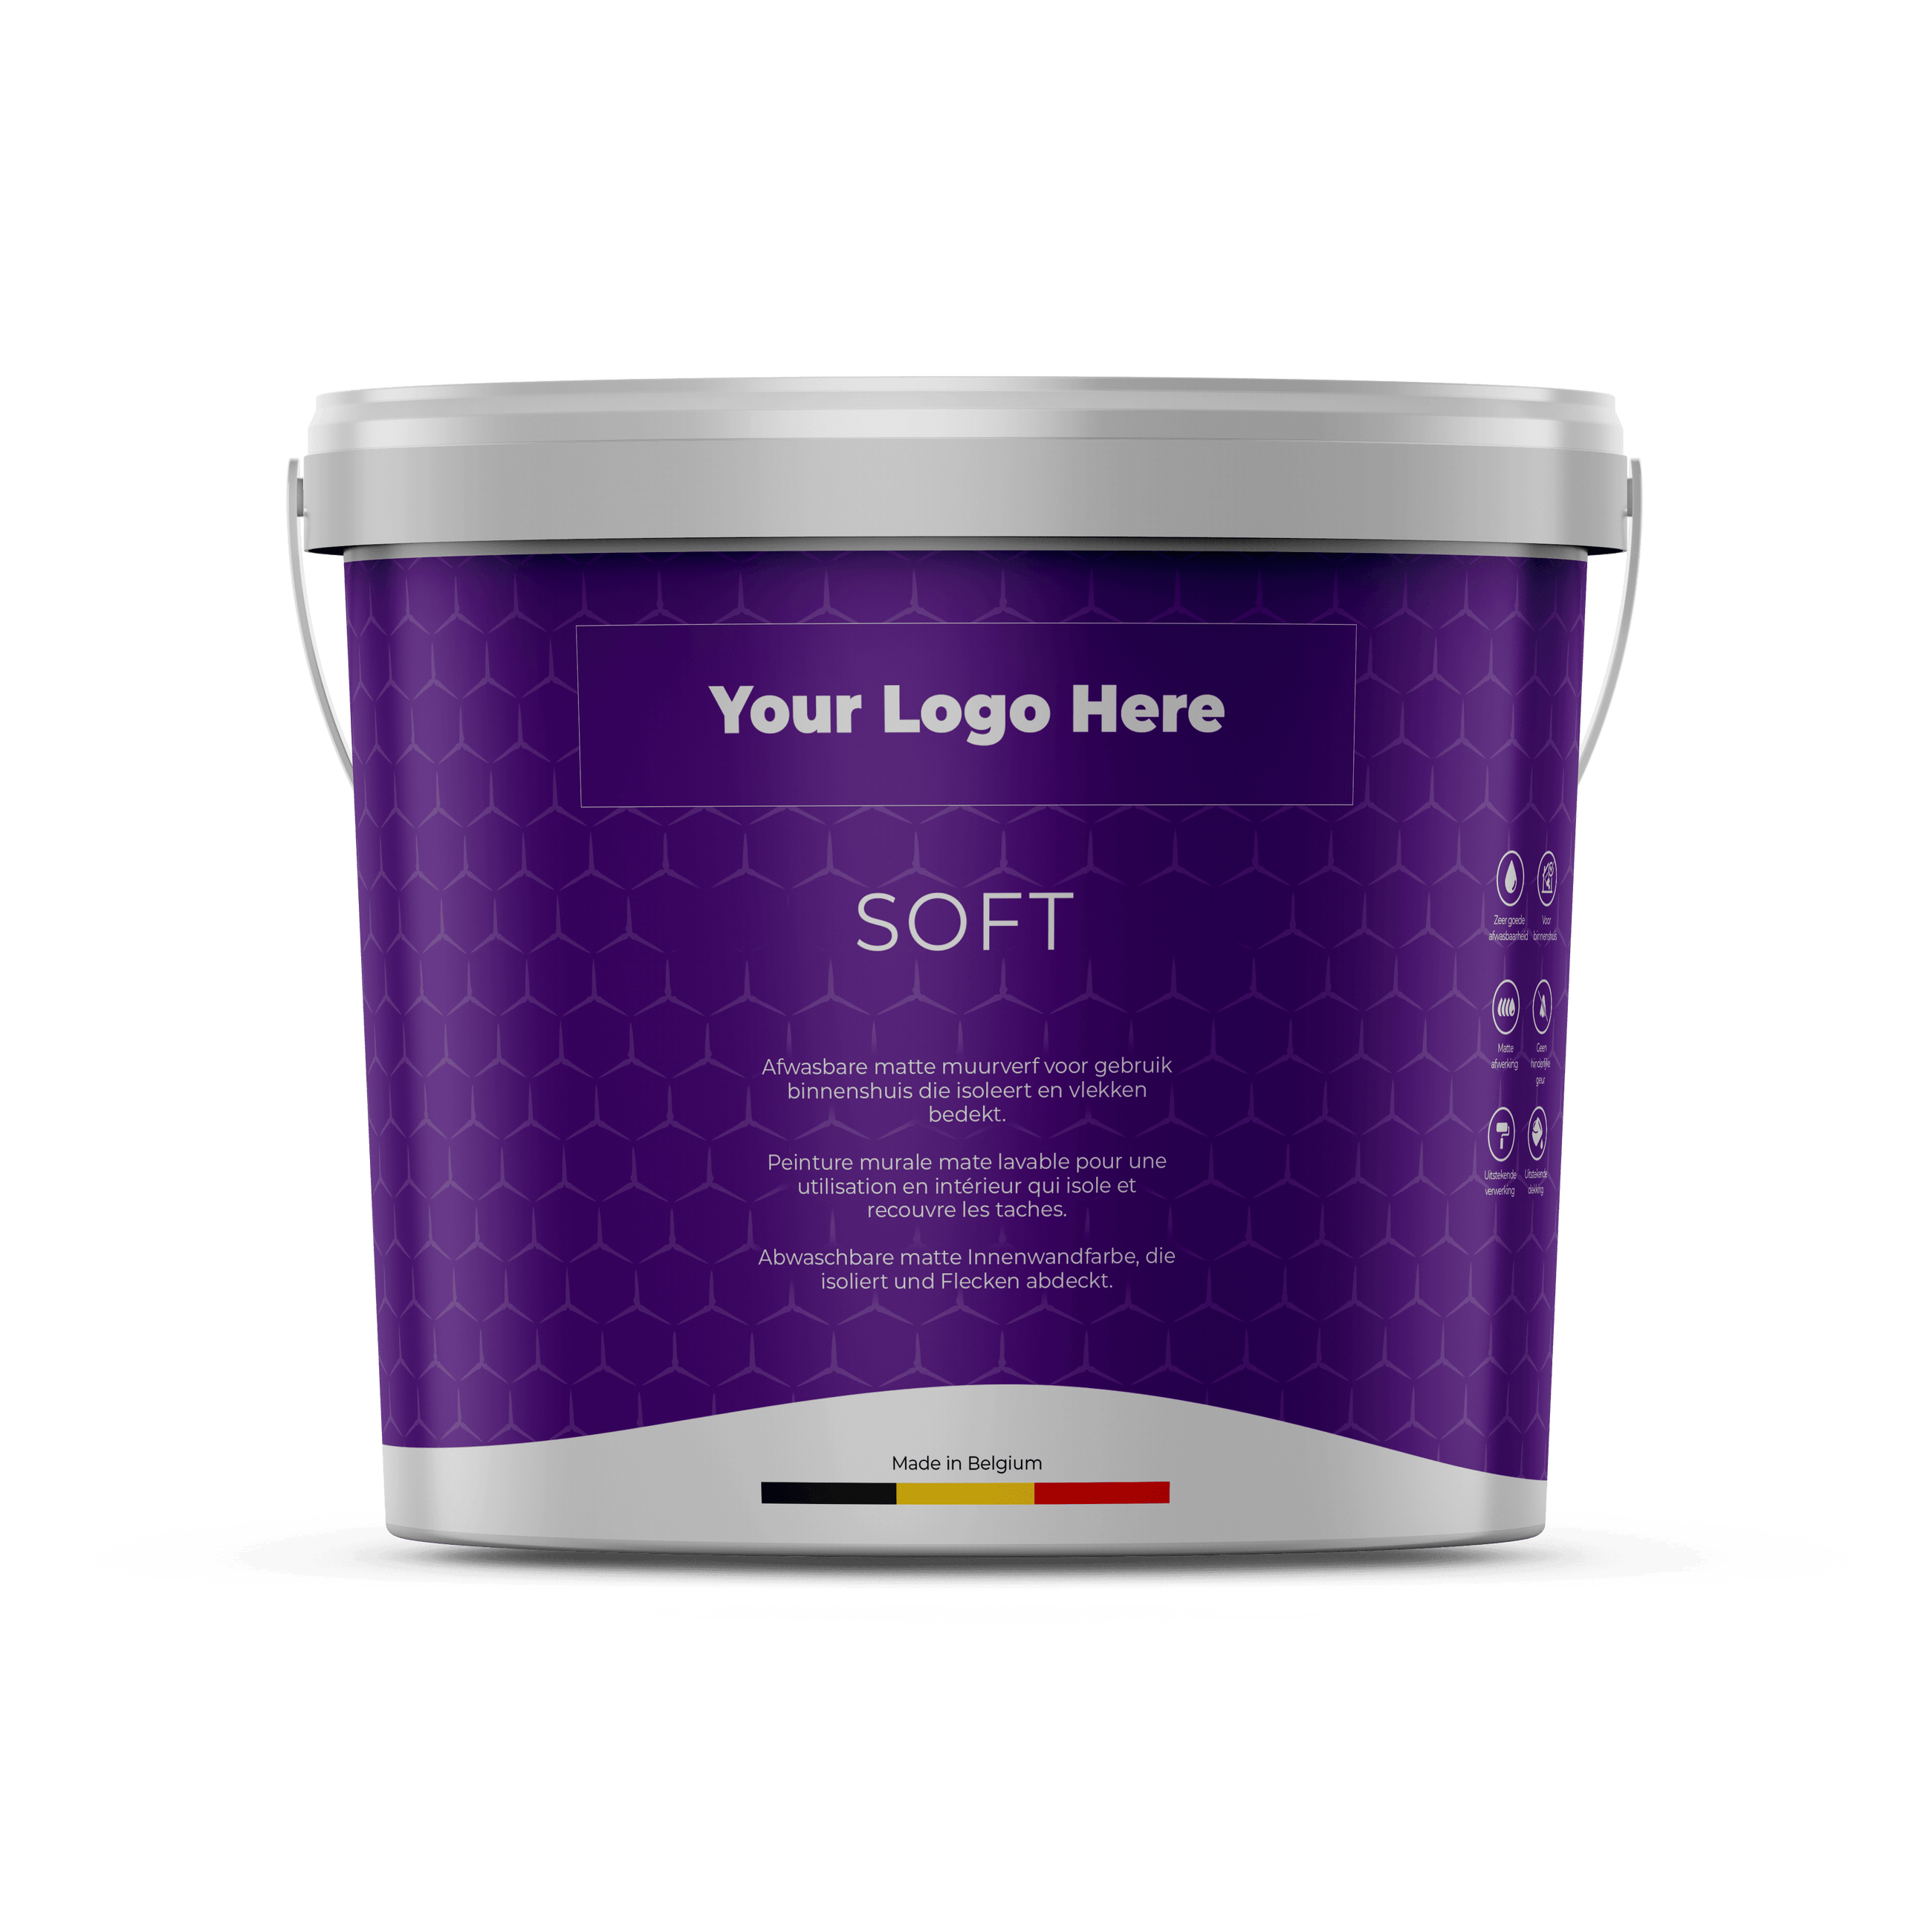 Your Logo Here
SOFT
Afwasbare matte muurverf voor gebruik
binnenshuis die isoleert en vlekken
bedekt.
Peinture murale mate lavable pour une
utilisation en intérieur qui isole et
recouvre les taches.
Abwaschbare matte Innenwandfarbe, die
isoliert und Flecken abdeckt.
Zeer goede
afwasbaarheid
Voor
binnenshuis
Matte
afwerking
Geen
hinderlijke
geur
Uitstekende
verwerking
Uitstekende
dekking
Made in Belgium